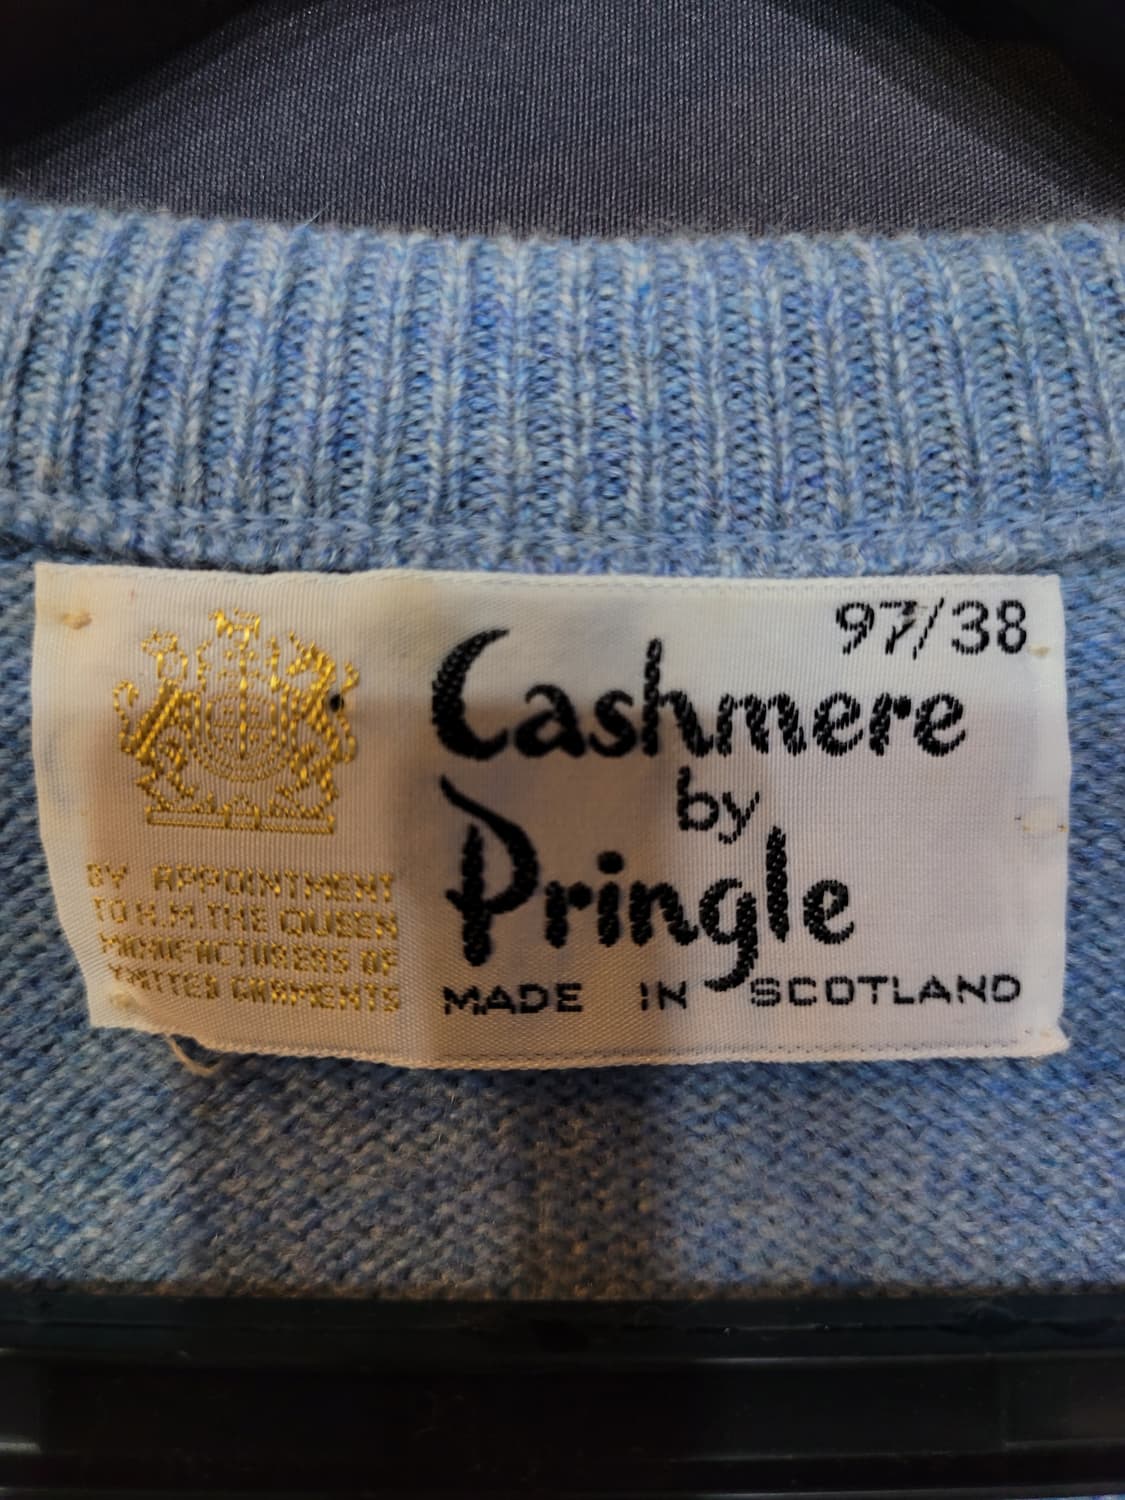 97/38
Cashmere
by
Pringle
MADE IN SCOTLAND
BY APPOINTMENT
TO H.M. THE QUEEN
MANUFACTURERS OF
KNITTED GARMENTS